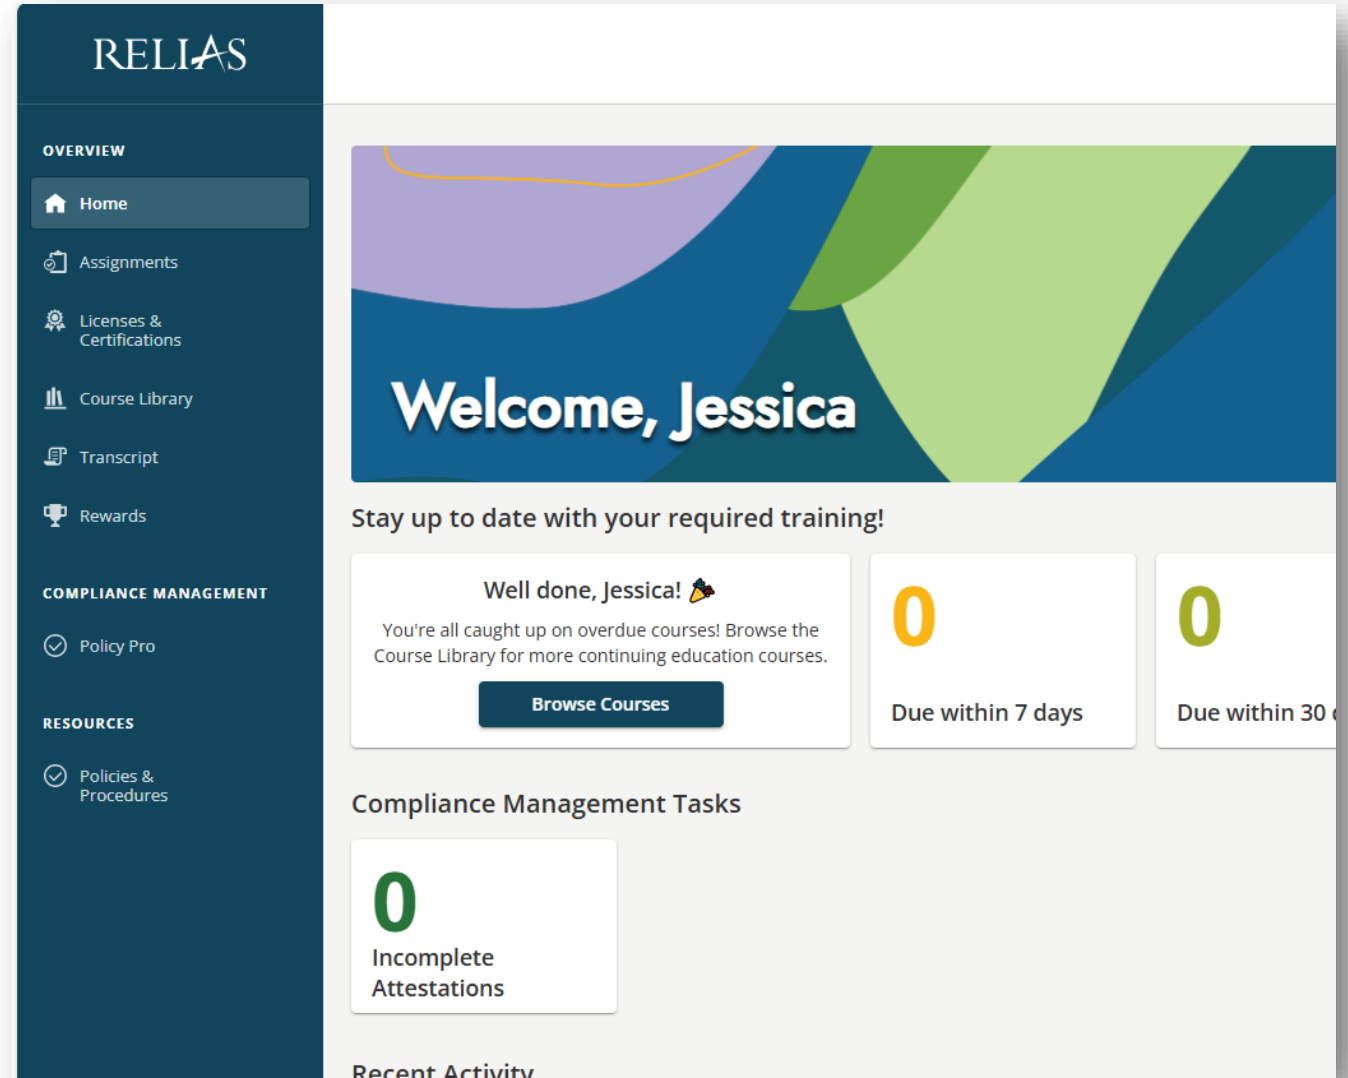 RELIAS
OVERVIEW
Home
Assignments
Licenses &
Certifications
Course Library
Transcript
Rewards
COMPLIANCE MANAGEMENT
Policy Pro
RESOURCES
Policies &
Procedures
Welcome, Jessica
Stay up to date with your required training!
Well done, Jessica!
You're all caught up on overdue courses! Browse the
Course Library for more continuing education courses.
Browse Courses
0
Due within 7 days
0
Due within 30
Compliance Management Tasks
0
Incomplete
Attestations
Recent Activity